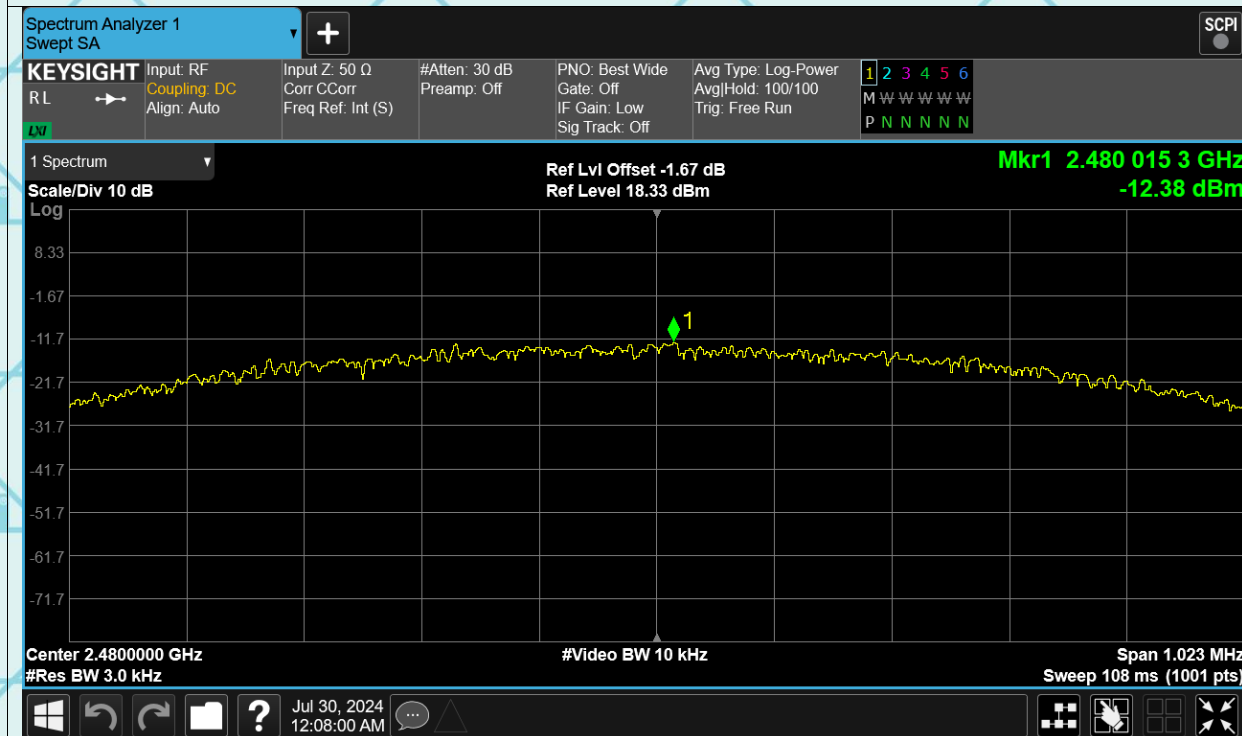 Spectrum Analyzer 1
Swept SA
+
SCPI
KEYSIGHT
RL
LXI
Input: RF
Coupling: DC
Align: Auto
Input Z: 50 Ω
Corr CCorr
Freq Ref: Int (S)
#Atten: 30 dB
Preamp: Off
PNO: Best Wide
Gate: Off
IF Gain: Low
Sig Track: Off
Avg Type: Log-Power
Avg|Hold: 100/100
Trig: Free Run
1 2 3 4 5 6
M W W W W W
P N N N N N
1 Spectrum
Scale/Div 10 dB
Log
Ref Lvl Offset -1.67 dB
Ref Level 18.33 dBm
Mkr1 2.480 015 3 GHz
-12.38 dBm
8.33
-1.67
-11.7
-21.7
-31.7
-41.7
-51.7
-61.7
-71.7
1
Center 2.4800000 GHz
#Res BW 3.0 kHz
#Video BW 10 kHz
Span 1.023 MHz
Sweep 108 ms (1001 pts)
?
Jul 30, 2024
12:08:00 AM